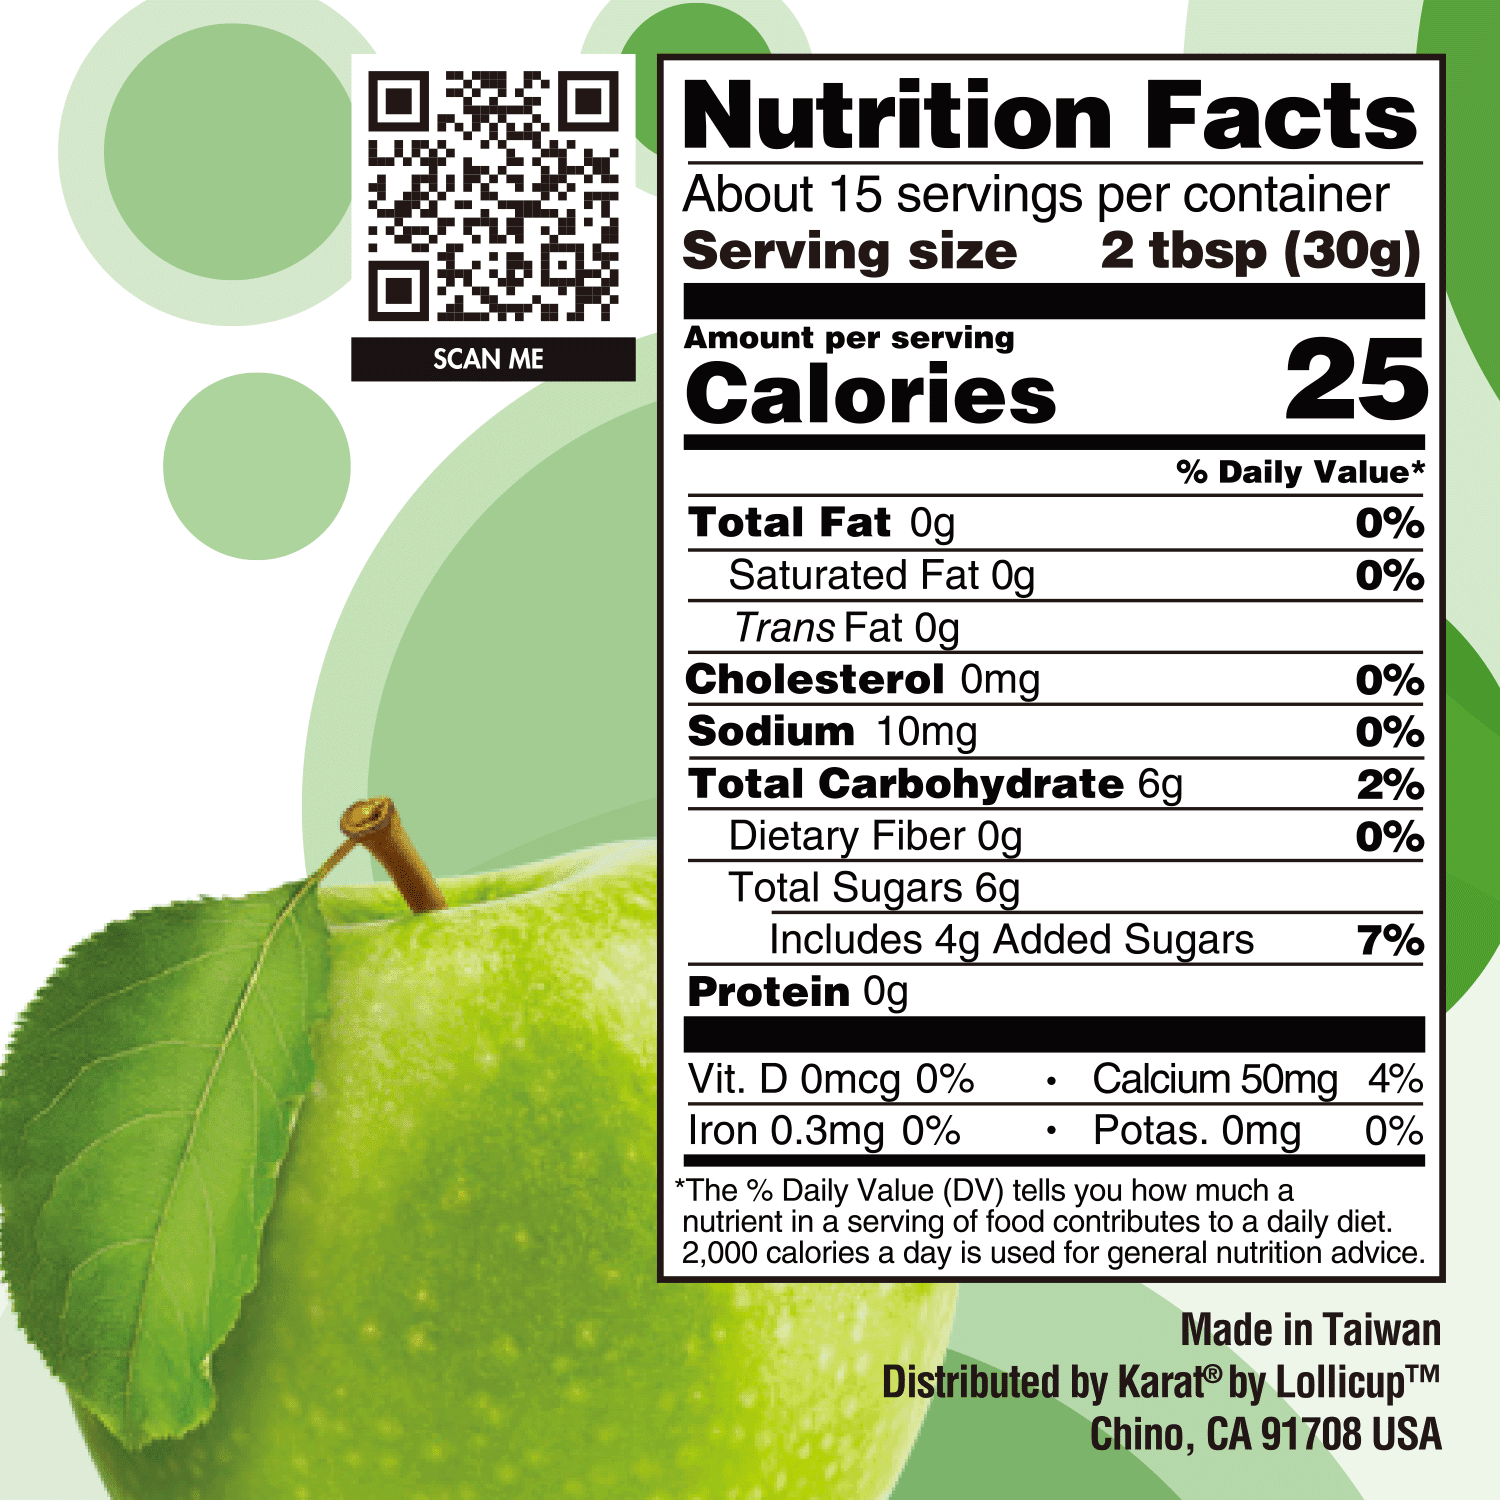 SCAN ME
Nutrition Facts
About 15 servings per container
Serving size 2 tbsp (30g)
Amount per serving
Calories 25
% Daily Value*
Total Fat 0g 0%
Saturated Fat 0g 0%
Trans Fat 0g
Cholesterol 0mg 0%
Sodium 10mg 0%
Total Carbohydrate 6g 2%
Dietary Fiber 0g 0%
Total Sugars 6g
Includes 4g Added Sugars 7%
Protein 0g
Vit. D 0mcg 0% • Calcium 50mg 4%
Iron 0.3mg 0% • Potas. 0mg 0%
*The % Daily Value (DV) tells you how much a
nutrient in a serving of food contributes to a daily diet.
2,000 calories a day is used for general nutrition advice.
Made in Taiwan
Distributed by Karat® by Lollicup™
Chino, CA 91708 USA